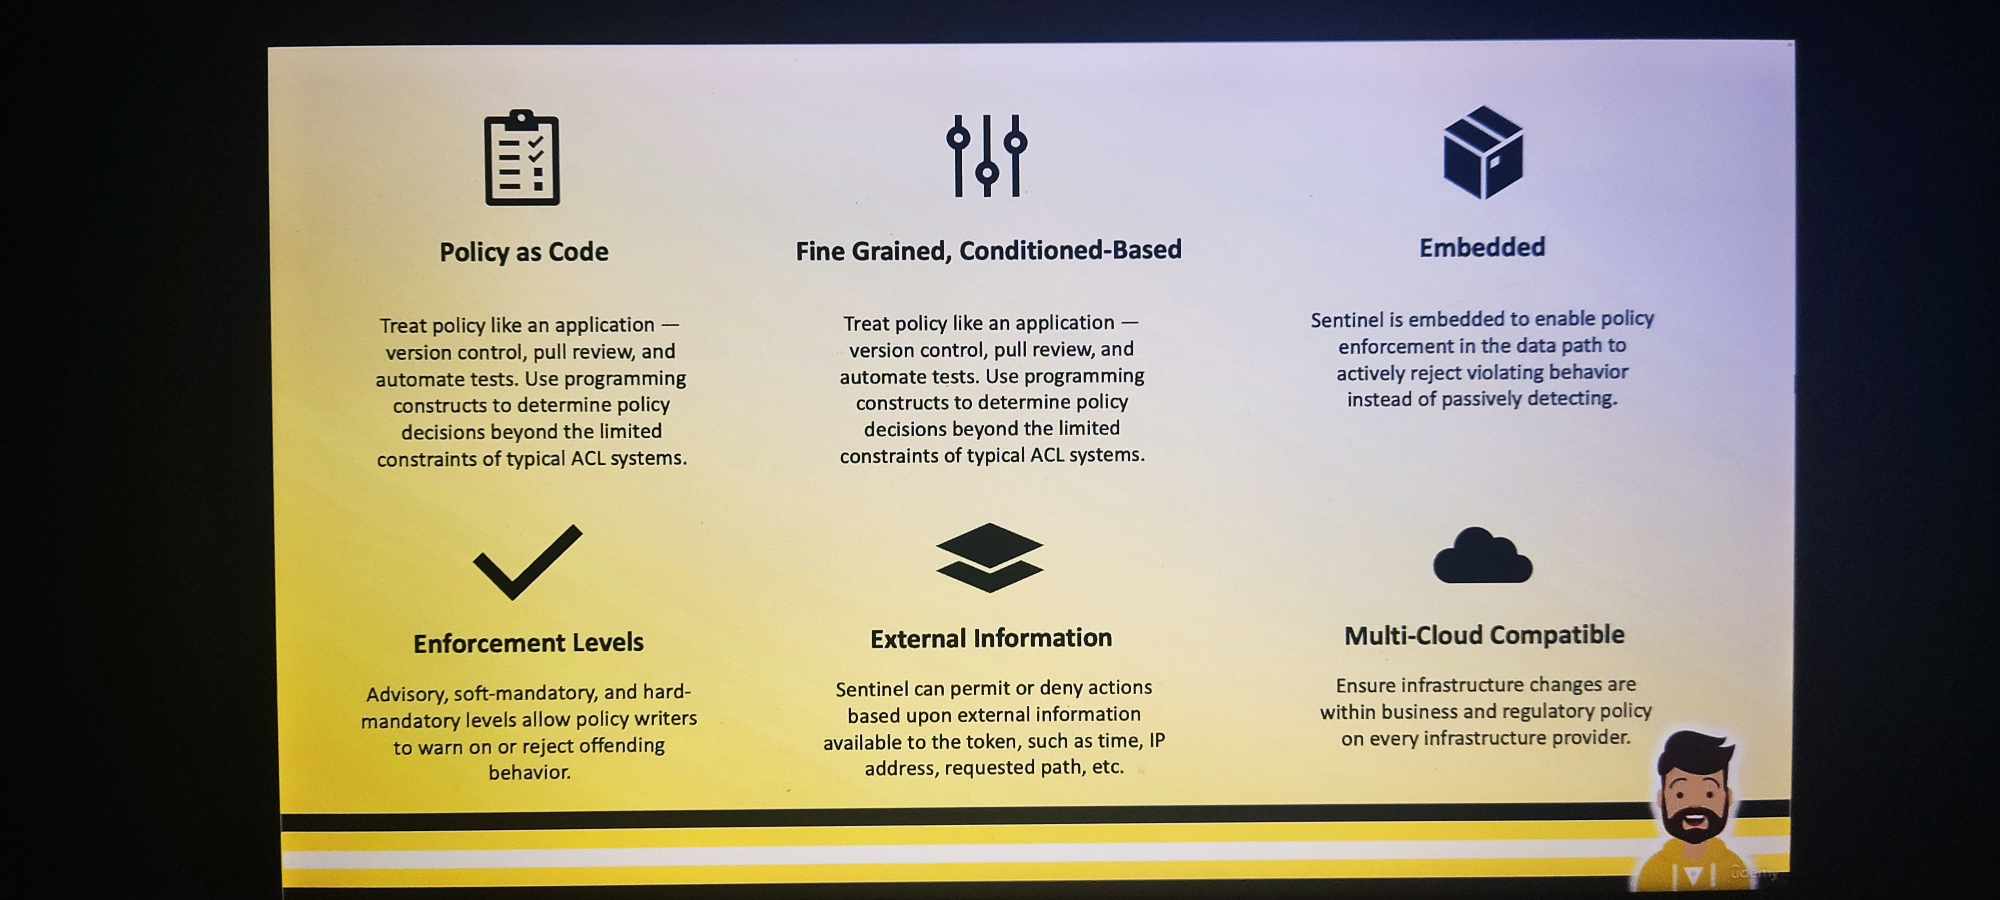 Policy as Code
Treat policy like an application —
version control, pull review, and
automate tests. Use programming
constructs to determine policy
decisions beyond the limited
constraints of typical ACL systems.
Fine Grained, Conditioned-Based
Treat policy like an application —
version control, pull review, and
automate tests. Use programming
constructs to determine policy
decisions beyond the limited
constraints of typical ACL systems.
Embedded
Sentinel is embedded to enable policy
enforcement in the data path to
actively reject violating behavior
instead of passively detecting.
Enforcement Levels
Advisory, soft-mandatory, and hard-
mandatory levels allow policy writers
to warn on or reject offending
behavior.
External Information
Sentinel can permit or deny actions
based upon external information
available to the token, such as time, IP
address, requested path, etc.
Multi-Cloud Compatible
Ensure infrastructure changes are
within business and regulatory policy
on every infrastructure provider.
udemy